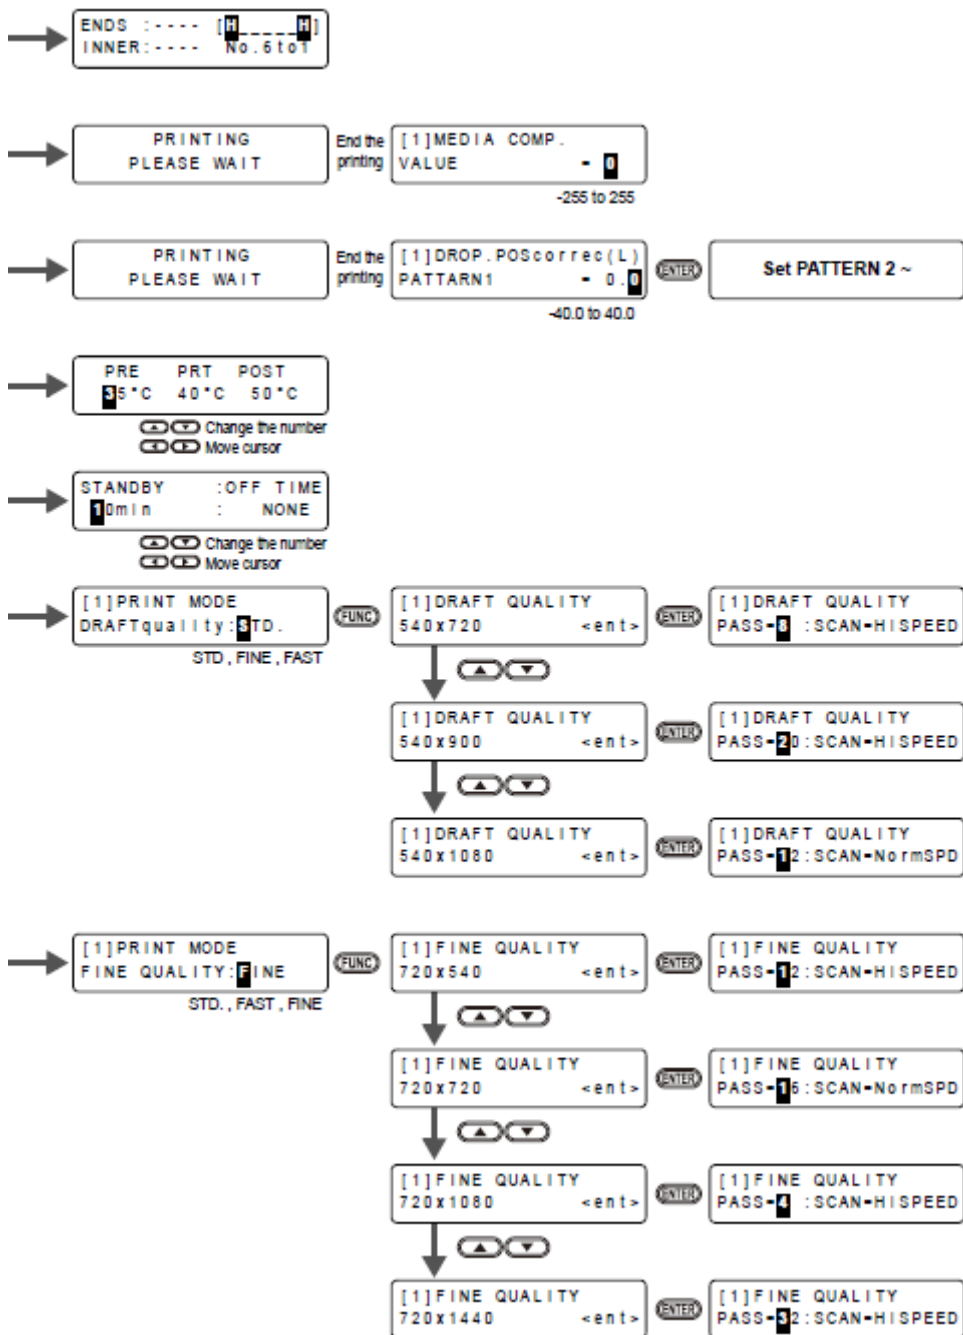 ENDS :---- [H_____H]
INNER:---- No.6to1
PRINTING
PLEASE WAIT
End the
printing
[1]MEDIA COMP.
VALUE = 0
-255 to 255
PRINTING
PLEASE WAIT
End the
printing
[1]DROP.POScorrec(L)
PATTARN1 = 0.0
-40.0 to 40.0
ENTER
Set PATTERN 2 ~
PRE PRT POST
35°C 40°C 50°C
Change the number
Move cursor
STANDBY :OFF TIME
10min : NONE
Change the number
Move cursor
[1]PRINT MODE
DRAFTquality:STD.
STD , FINE , FAST
FUNC
[1]DRAFT QUALITY
540x720 <ent>
ENTER
[1]DRAFT QUALITY
PASS=8 :SCAN=HISPEED
[1]DRAFT QUALITY
540x900 <ent>
ENTER
[1]DRAFT QUALITY
PASS=20:SCAN=HISPEED
[1]DRAFT QUALITY
540x1080 <ent>
ENTER
[1]DRAFT QUALITY
PASS=12:SCAN=NormSPD
[1]PRINT MODE
FINE QUALITY:FINE
STD. , FAST , FINE
FUNC
[1]FINE QUALITY
720x540 <ent>
ENTER
[1]FINE QUALITY
PASS=12:SCAN=HISPEED
[1]FINE QUALITY
720x720 <ent>
ENTER
[1]FINE QUALITY
PASS=16:SCAN=NormSPD
[1]FINE QUALITY
720x1080 <ent>
ENTER
[1]FINE QUALITY
PASS=4 :SCAN=HISPEED
[1]FINE QUALITY
720x1440 <ent>
ENTER
[1]FINE QUALITY
PASS=32:SCAN=HISPEED